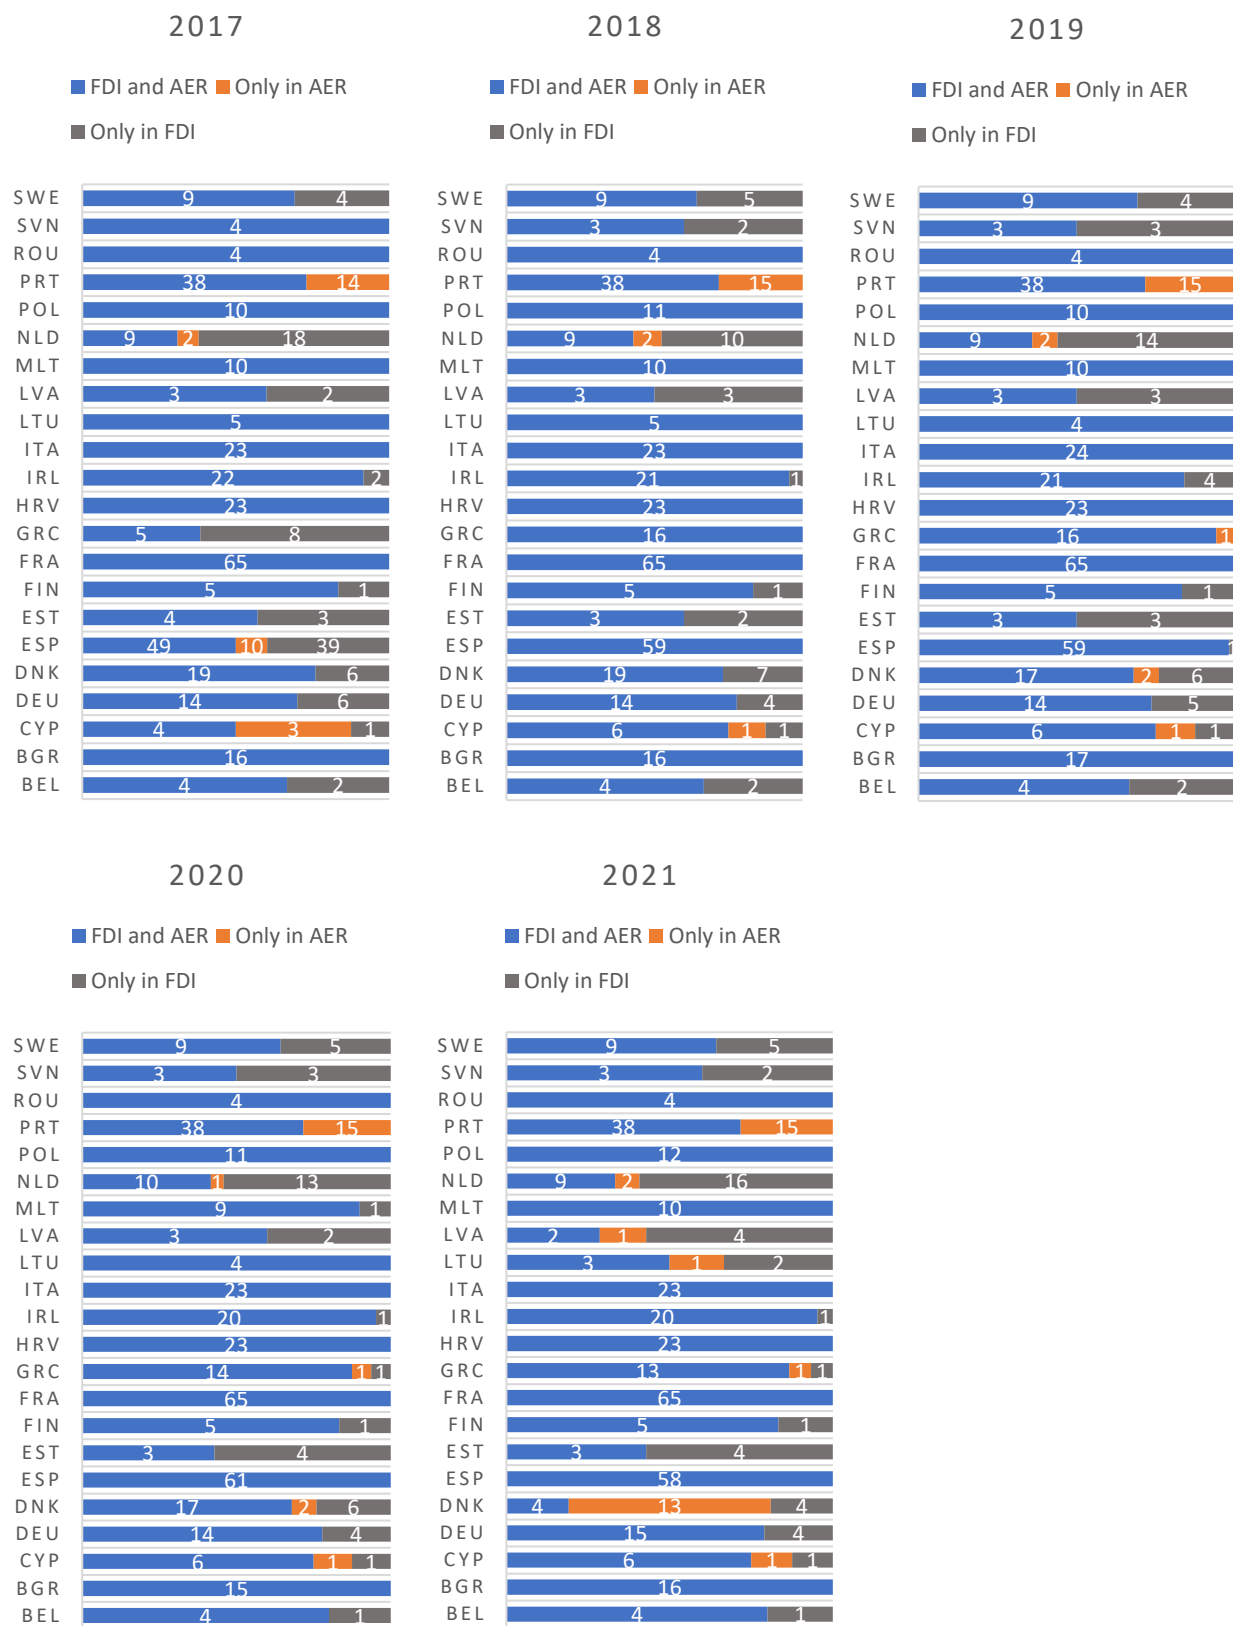 2017
FDI and AER Only in AER
Only in FDI
SWE 9 4
SVN 4
ROU 4
PRT 38 14
POL 10
NLD 9 2 18
MLT 10
LVA 3 2
LTU 5
ITA 23
IRL 22 2
HRV 23
GRC 5 8
FRA 65
FIN 5 1
EST 4 3
ESP 49 10 39
DNK 19 6
DEU 14 6
CYP 4 3 1
BGR 16
BEL 4 2
2018
FDI and AER Only in AER
Only in FDI
SWE 9 5
SVN 3 2
ROU 4
PRT 38 15
POL 11
NLD 9 2 10
MLT 10
LVA 3 3
LTU 5
ITA 23
IRL 21 1
HRV 23
GRC 16
FRA 65
FIN 5 1
EST 3 2
ESP 59
DNK 19 7
DEU 14 4
CYP 6 1 1
BGR 16
BEL 4 2
2019
FDI and AER Only in AER
Only in FDI
SWE 9 4
SVN 3 3
ROU 4
PRT 38 15
POL 10
NLD 9 2 14
MLT 10
LVA 3 3
LTU 4
ITA 24
IRL 21 4
HRV 23
GRC 16 1
FRA 65
FIN 5 1
EST 3 3
ESP 59 1
DNK 17 2 6
DEU 14 5
CYP 6 1 1
BGR 17
BEL 4 2
2020
FDI and AER Only in AER
Only in FDI
SWE 9 5
SVN 3 3
ROU 4
PRT 38 15
POL 11
NLD 10 1 13
MLT 9 1
LVA 3 2
LTU 4
ITA 23
IRL 20 1
HRV 23
GRC 14 1 1
FRA 65
FIN 5 1
EST 3 4
ESP 61
DNK 17 2 6
DEU 14 4
CYP 6 1 1
BGR 15
BEL 4 1
2021
FDI and AER Only in AER
Only in FDI
SWE 9 5
SVN 3 2
ROU 4
PRT 38 15
POL 12
NLD 9 2 16
MLT 10
LVA 2 1 4
LTU 3 1 2
ITA 23
IRL 20 1
HRV 23
GRC 13 1 1
FRA 65
FIN 5 1
EST 3 4
ESP 58
DNK 4 13 4
DEU 15 4
CYP 6 1 1
BGR 16
BEL 4 1